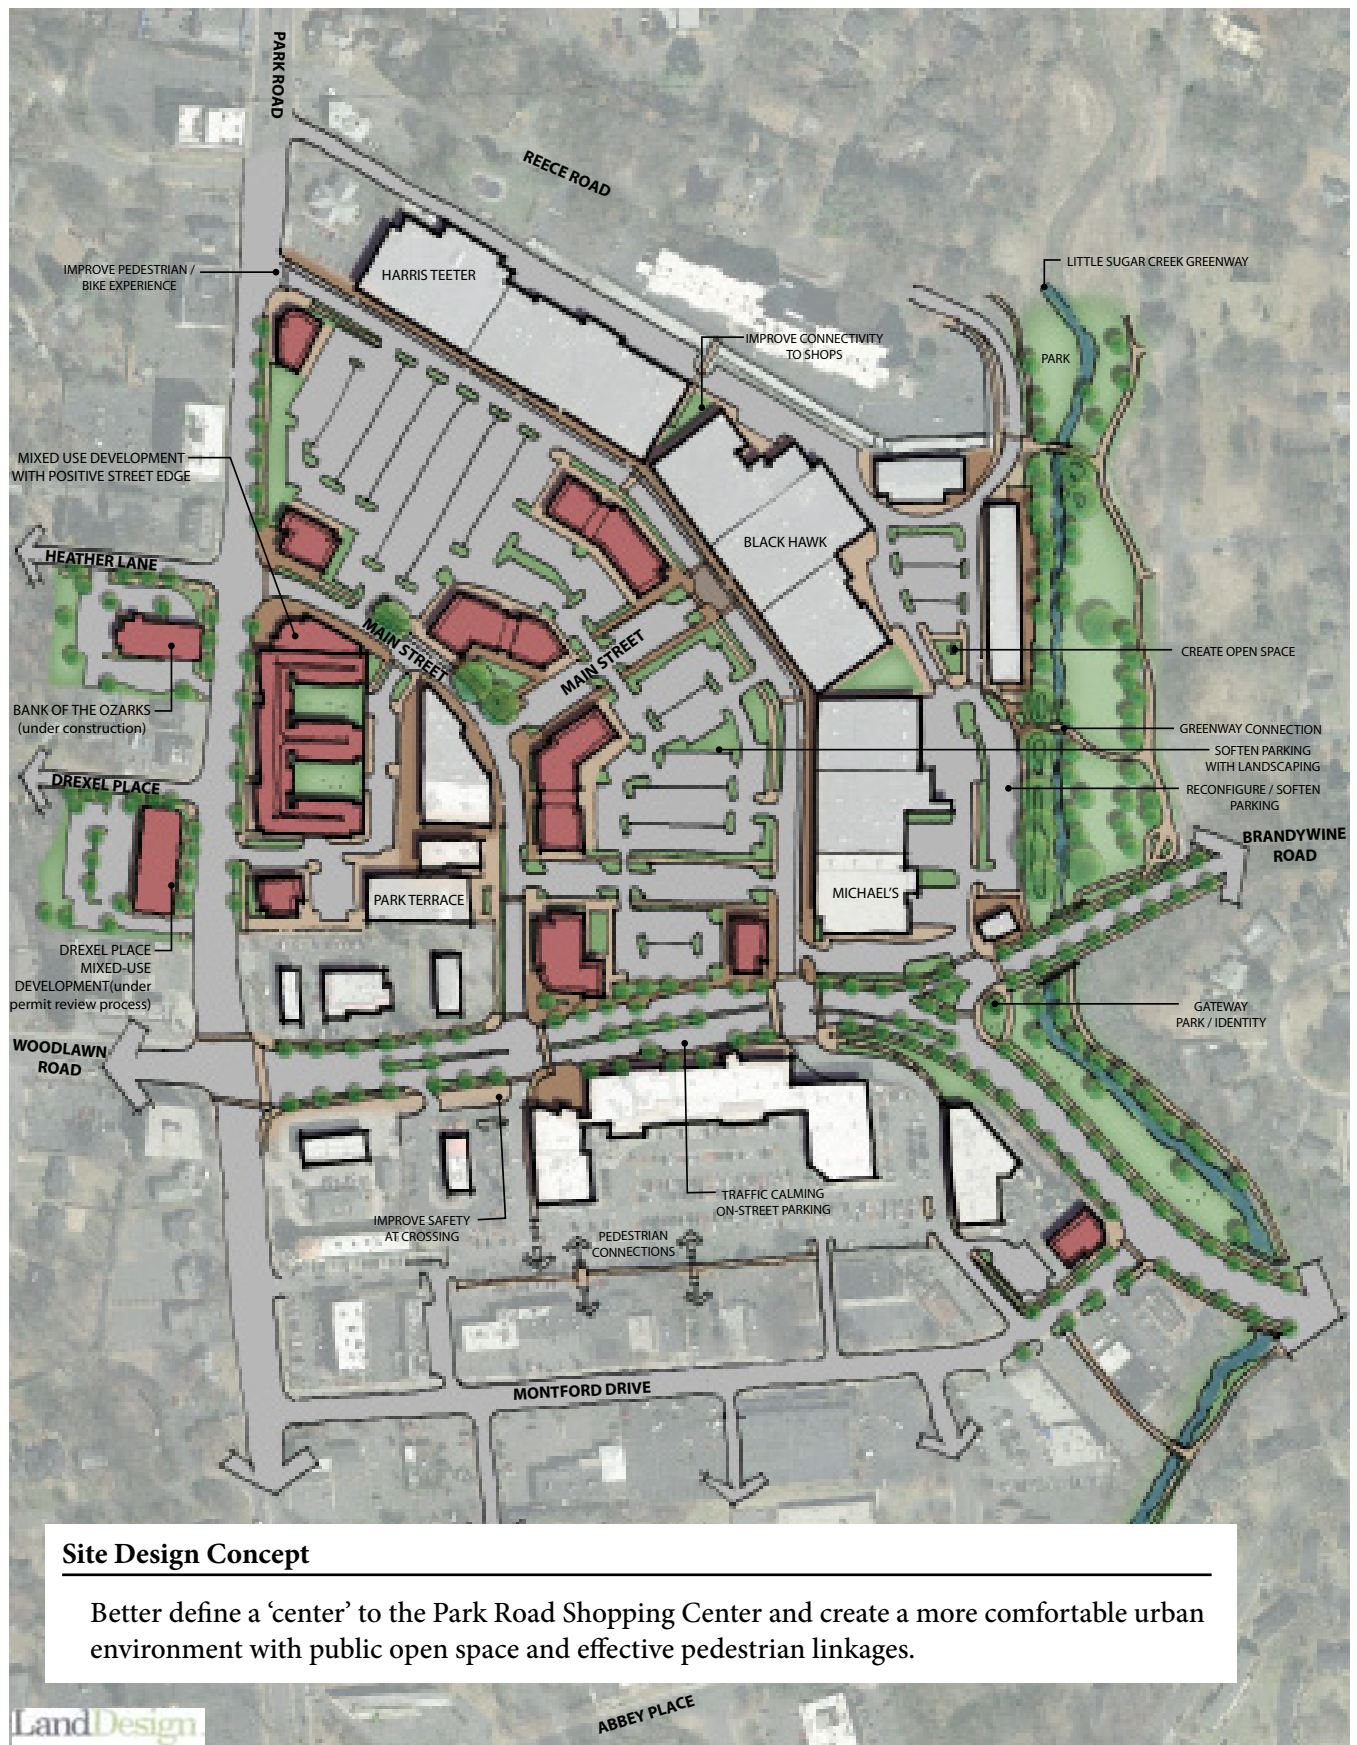 PARK ROAD
REECE ROAD
IMPROVE PEDESTRIAN /
BIKE EXPERIENCE
HARRIS TEETER
LITTLE SUGAR CREEK GREENWAY
IMPROVE CONNECTIVITY
TO SHOPS
PARK
MIXED USE DEVELOPMENT
WITH POSITIVE STREET EDGE
BLACK HAWK
HEATHER LANE
MAIN STREET
MAIN STREET
CREATE OPEN SPACE
BANK OF THE OZARKS
(under construction)
GREENWAY CONNECTION
SOFTEN PARKING
WITH LANDSCAPING
DREXEL PLACE
RECONFIGURE / SOFTEN
PARKING
BRANDYWINE
ROAD
PARK TERRACE
MICHAEL'S
DREXEL PLACE
MIXED-USE
DEVELOPMENT(under
permit review process)
GATEWAY
PARK / IDENTITY
WOODLAWN
ROAD
TRAFFIC CALMING
ON-STREET PARKING
IMPROVE SAFETY
AT CROSSING
PEDESTRIAN
CONNECTIONS
MONTFORD DRIVE
Site Design Concept
Better define a ‘center’ to the Park Road Shopping Center and create a more comfortable urban
environment with public open space and effective pedestrian linkages.
ABBEY PLACE
LandDesign